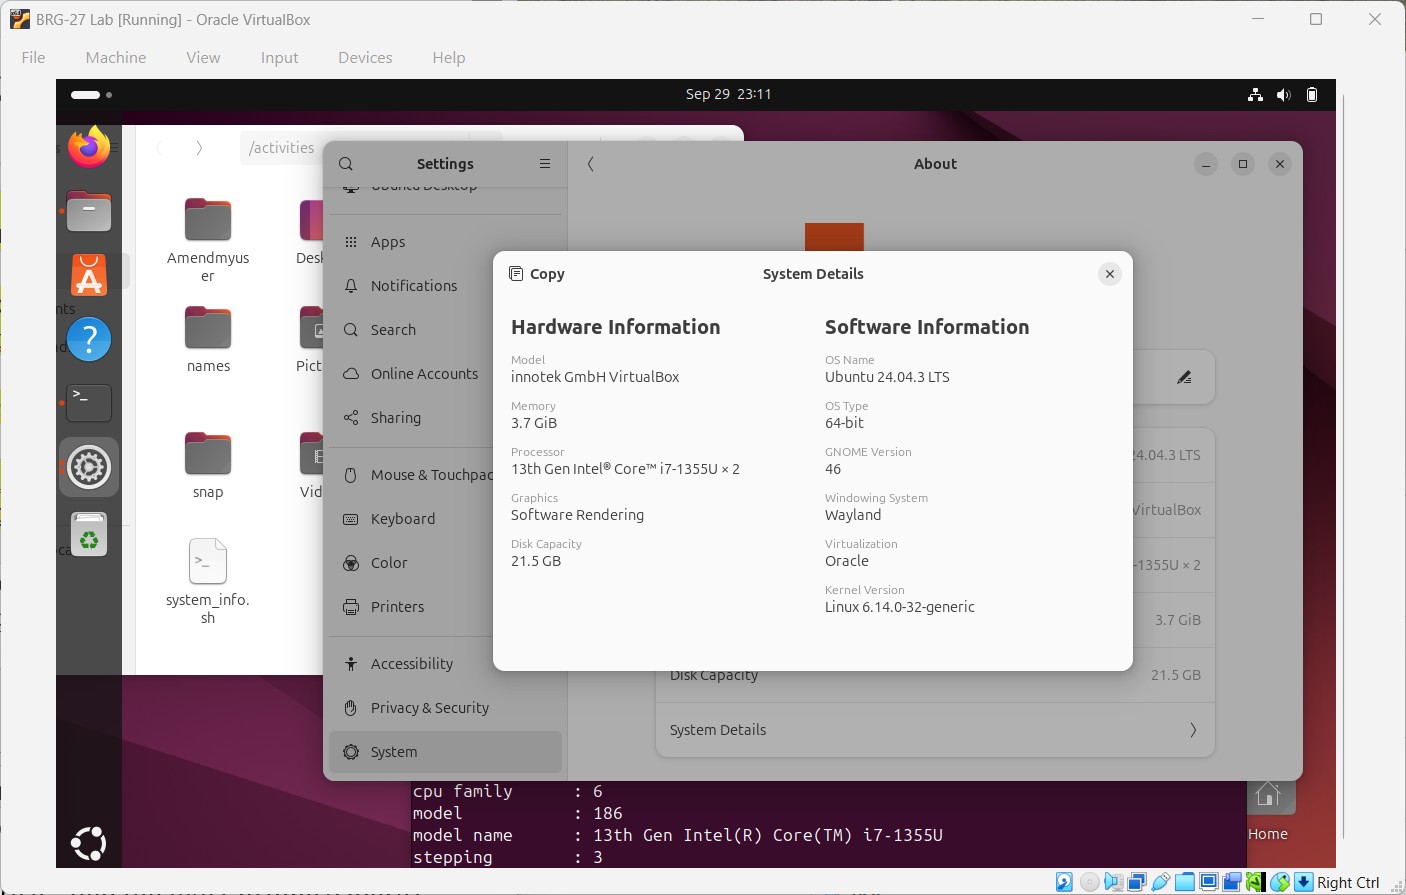 BRG-27 Lab [Running] - Oracle VirtualBox
File Machine View Input Devices Help
Sep 29 23:11
/activities
Amendmyus
er
Desk
names
Pict
snap
Vid
system_info.
sh
Settings
Ubuntu Desktop
Apps
Notifications
Search
Online Accounts
Sharing
Mouse & Touchpad
Keyboard
Color
Printers
Accessibility
Privacy & Security
System
About
24.04.3 LTS
VirtualBox
-1355U × 2
3.7 GiB
Disk Capacity 21.5 GB
System Details
Copy
System Details
Hardware Information
Model
innotek GmbH VirtualBox
Memory
3.7 GiB
Processor
13th Gen Intel® Core™ i7-1355U × 2
Graphics
Software Rendering
Disk Capacity
21.5 GB
Software Information
OS Name
Ubuntu 24.04.3 LTS
OS Type
64-bit
GNOME Version
46
Windowing System
Wayland
Virtualization
Oracle
Kernel Version
Linux 6.14.0-32-generic
cpu family : 6
model : 186
model name : 13th Gen Intel(R) Core(TM) i7-1355U
stepping : 3
Home
Right Ctrl